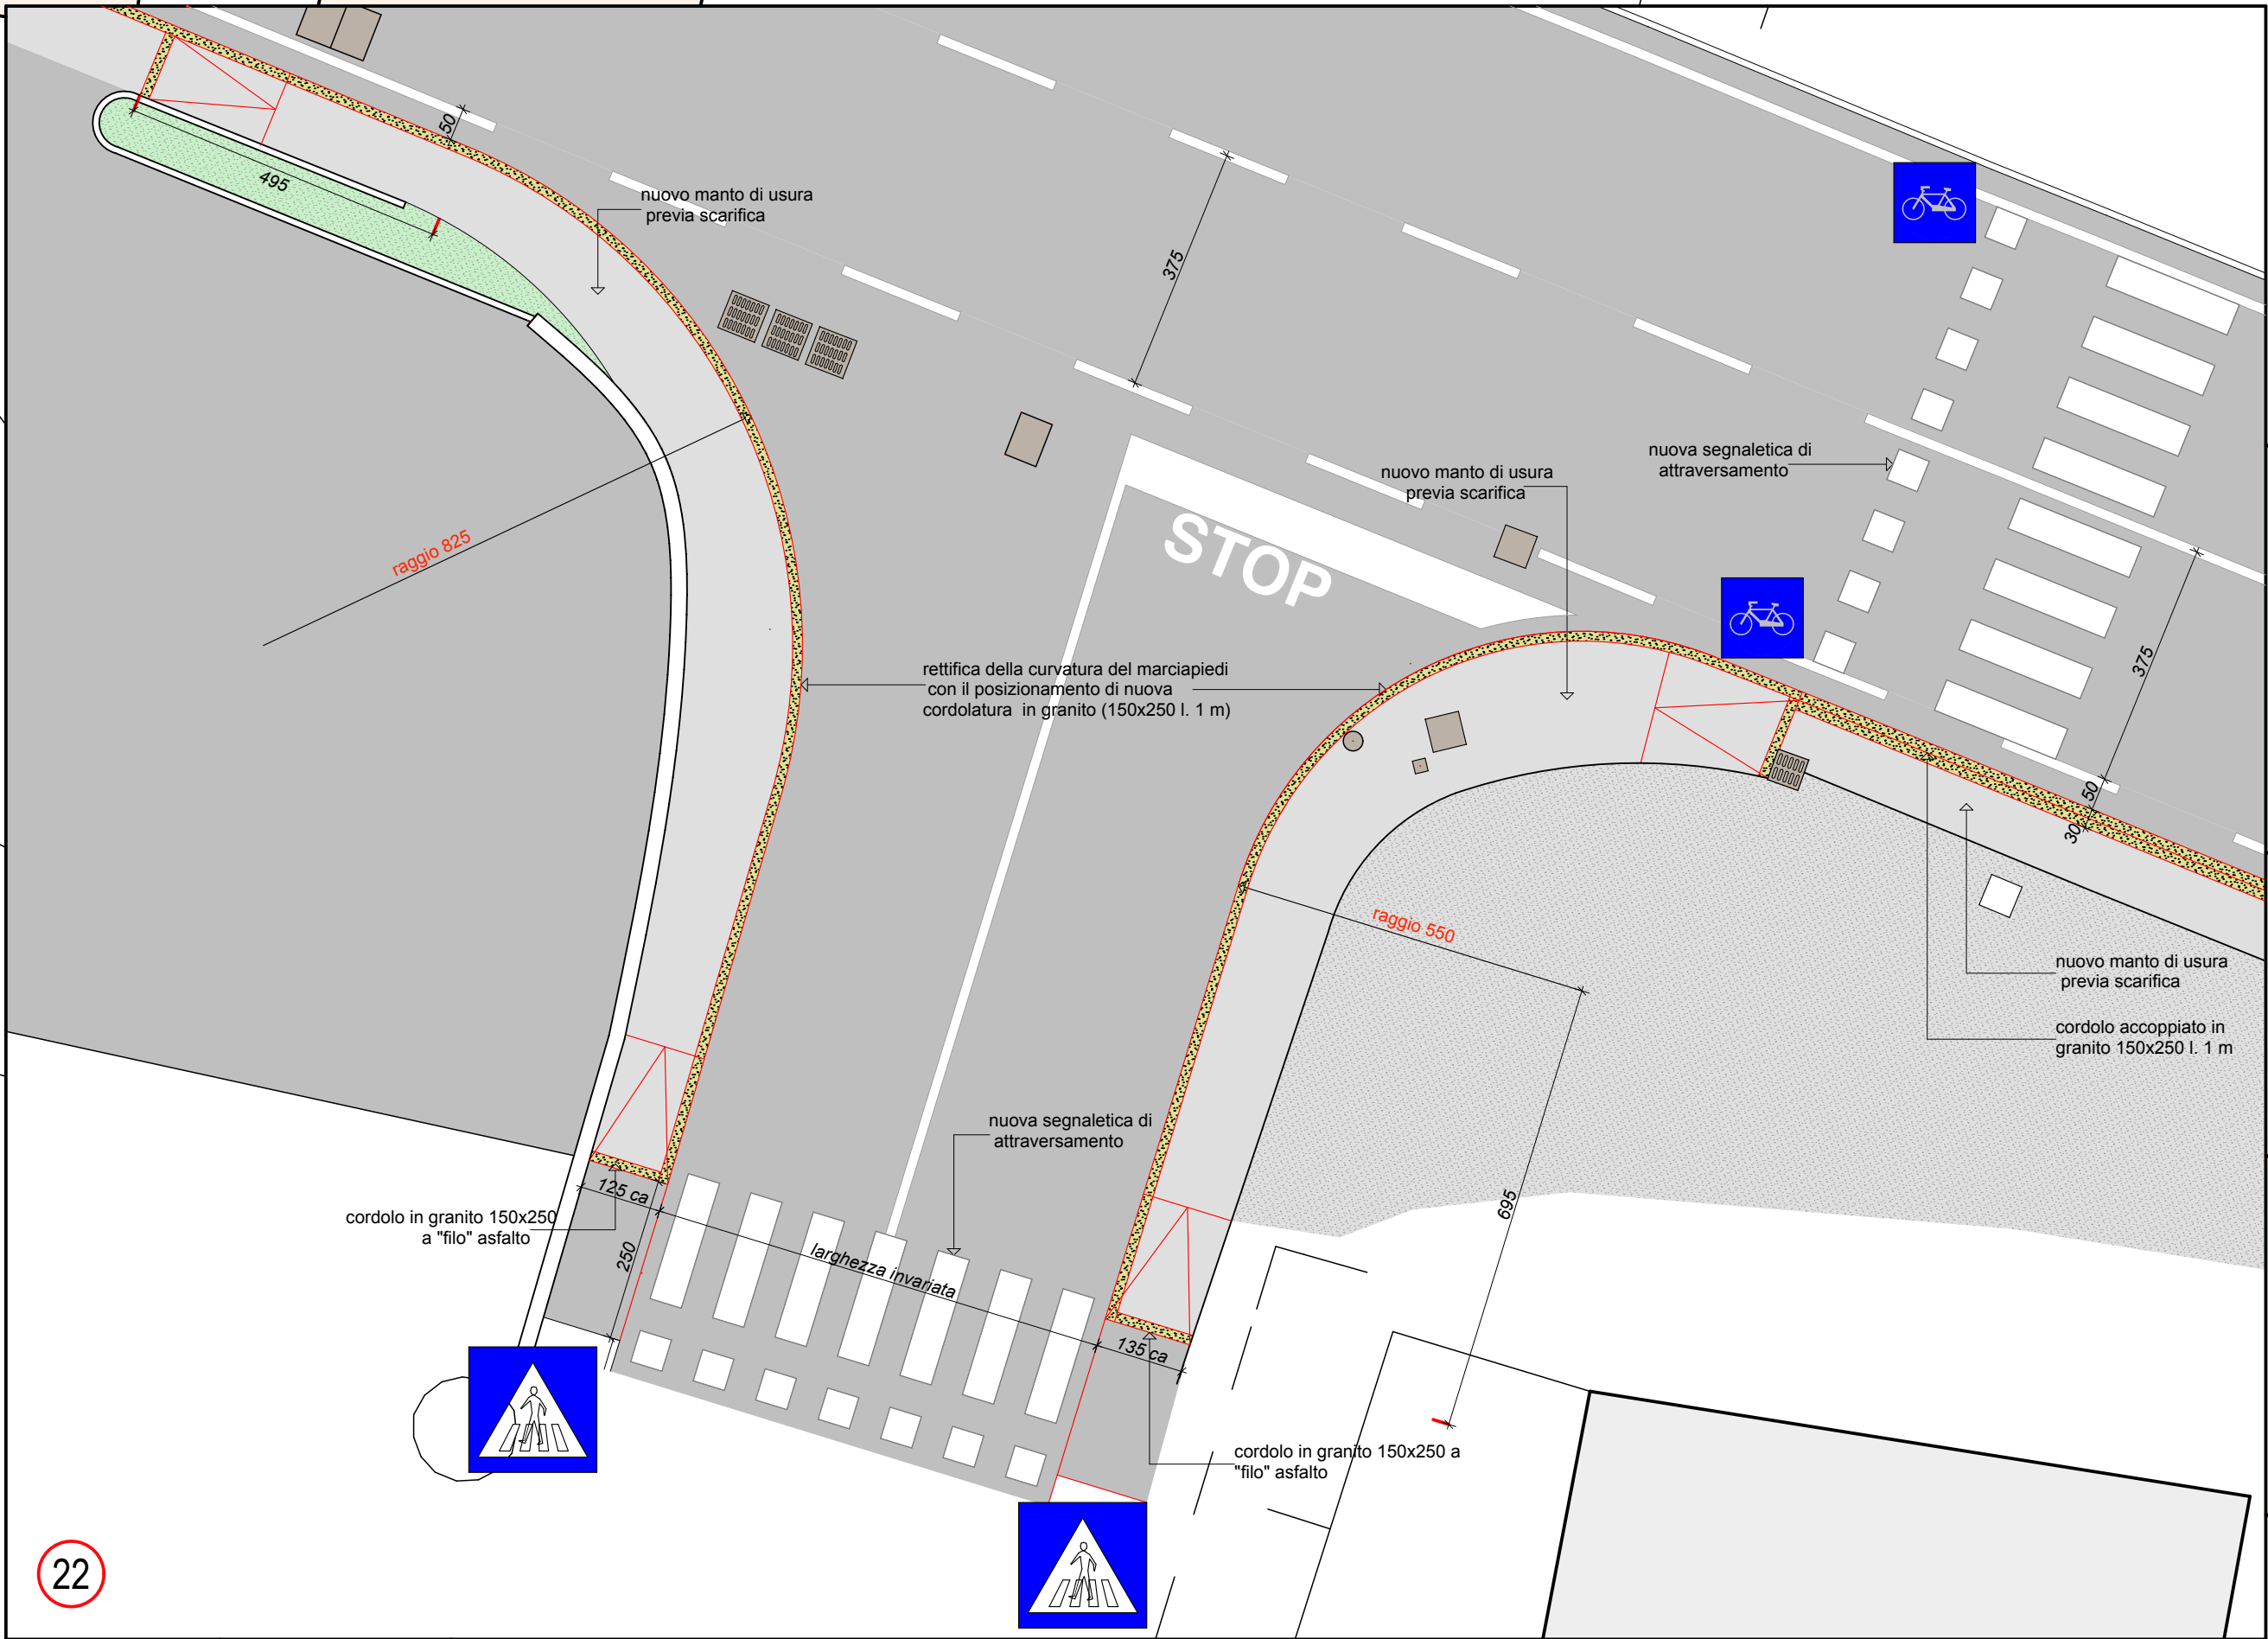 50
495
nuovo manto di usura
previa scarifica
375
raggio 825
STOP
nuovo manto di usura
previa scarifica
nuova segnaletica di
attraversamento
375
rettifica della curvatura del marciapiedi
con il posizionamento di nuova
cordolatura in granito (150x250 l. 1 m)
50
30
raggio 550
nuovo manto di usura
previa scarifica
cordolo accoppiato in
granito 150x250 l. 1 m
nuova segnaletica di
attraversamento
125 ca
cordolo in granito 150x250
a "filo" asfalto
250
larghezza invariata
135 ca
695
cordolo in granito 150x250 a
"filo" asfalto
22